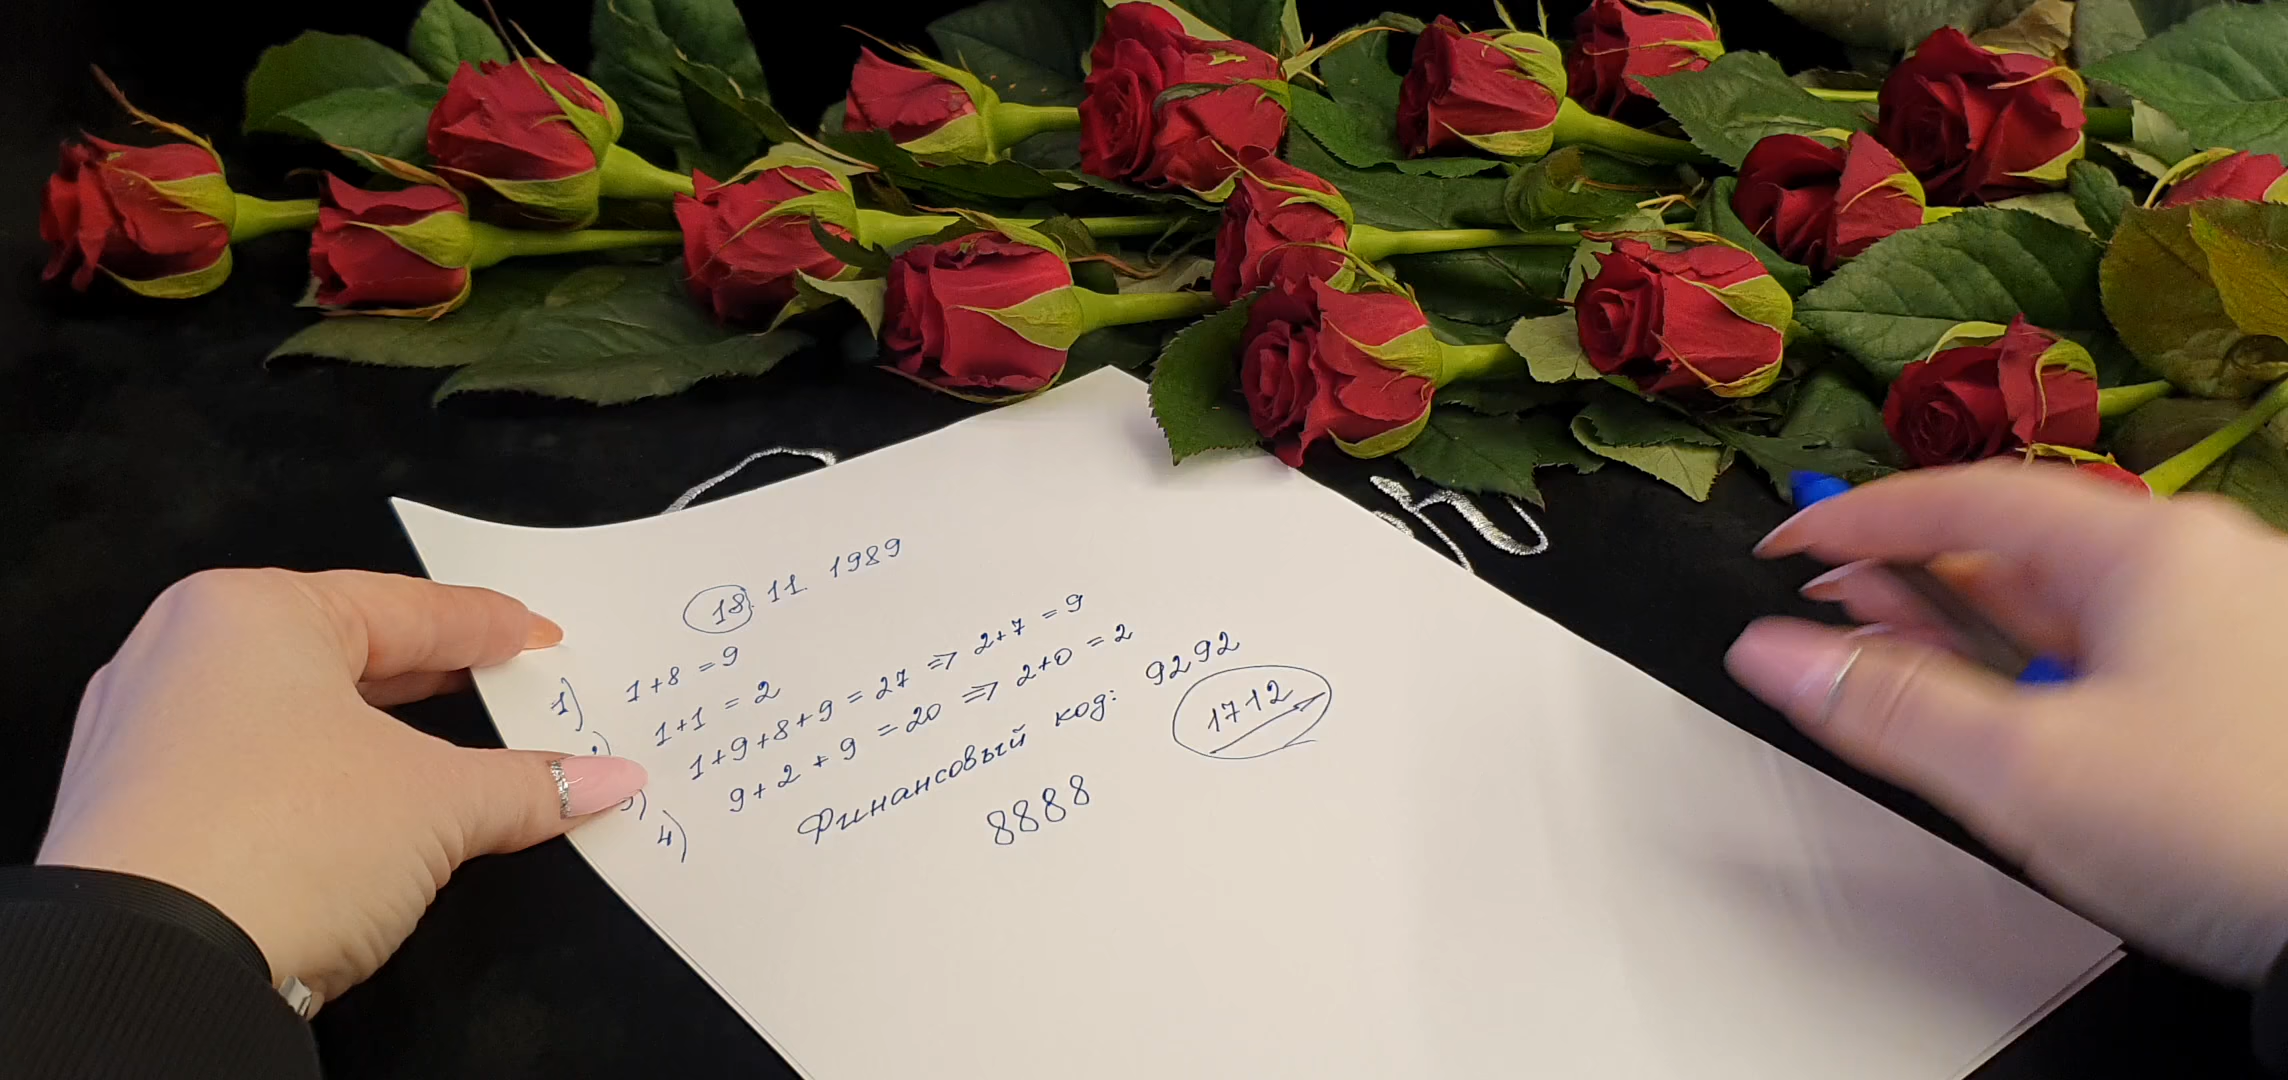 18. 11 1989
1) 1+8 = 9
2) 1+1 = 2
3) 1+9+8+9 = 27 => 2+7 = 9
4) 9+2+9 = 20 => 2+0 = 2
Финансовый код: 9292
1712
8888